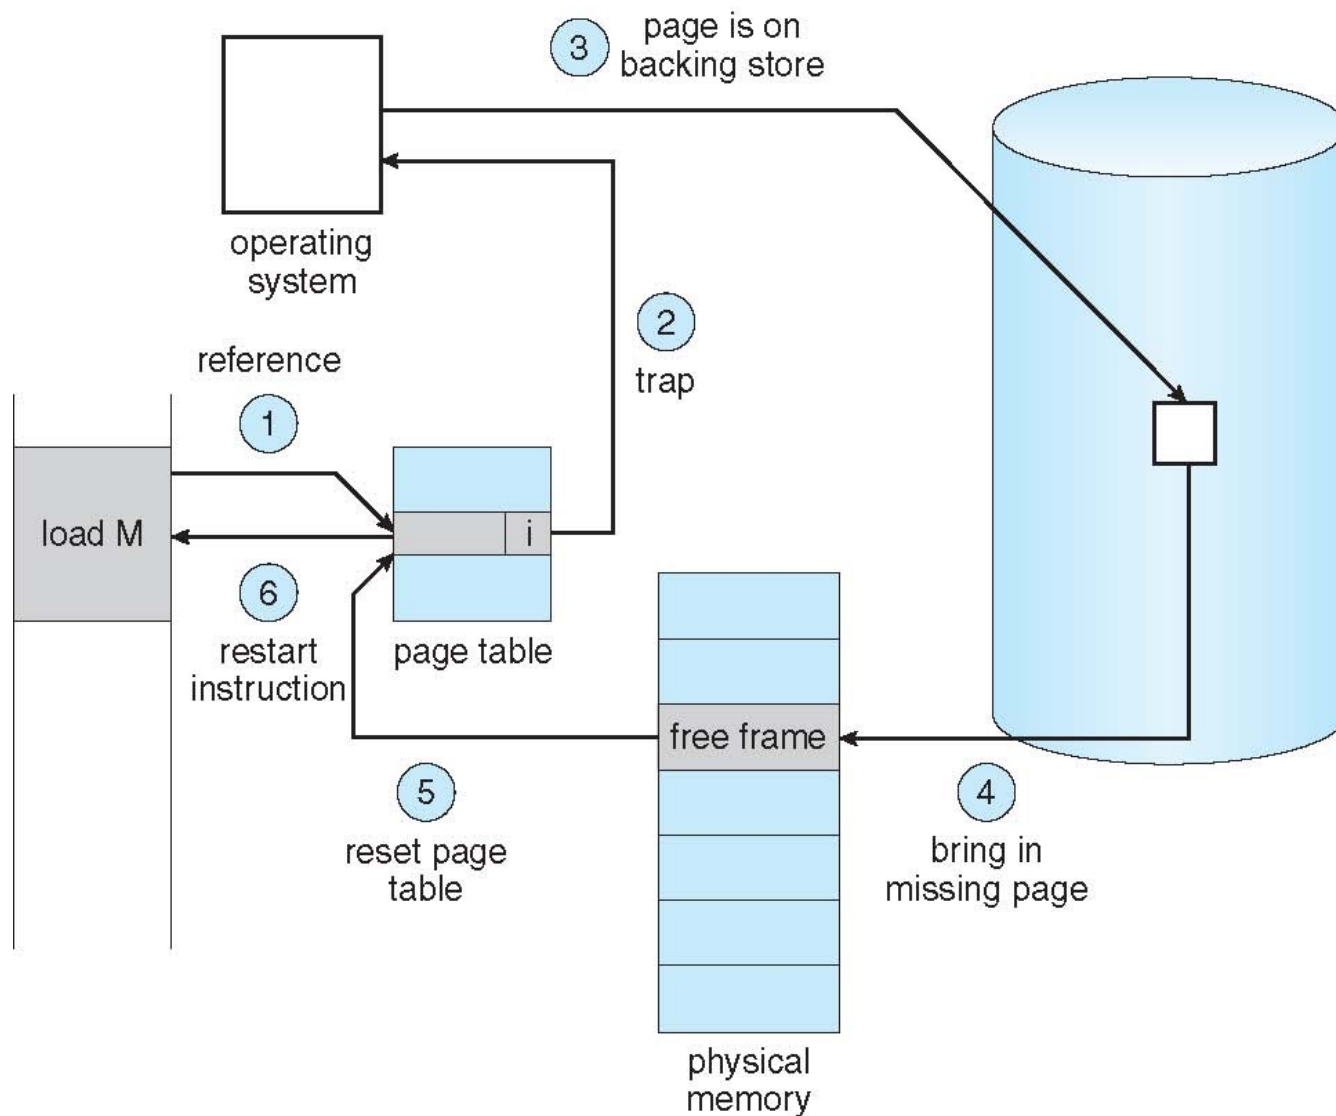 3
page is on
backing store
operating
system
2
trap
reference
1
load M
i
6
restart
instruction
page table
free frame
5
reset page
table
4
bring in
missing page
physical
memory